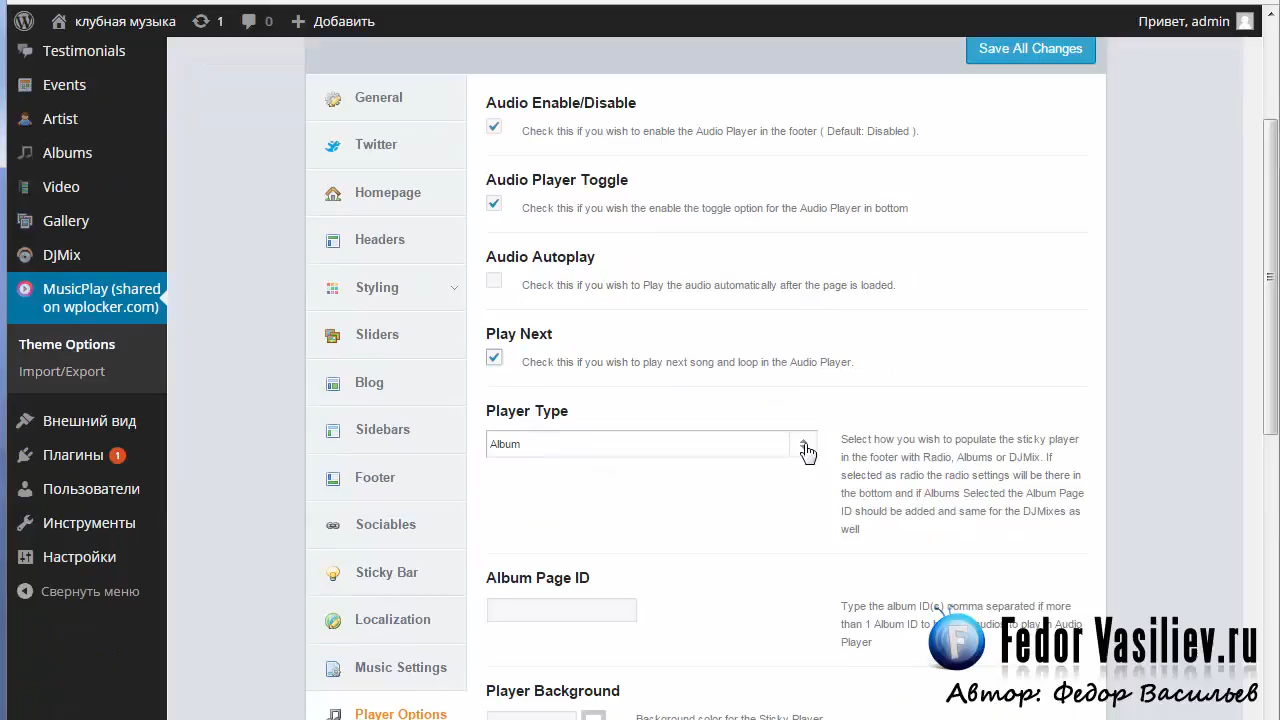 клубная музыка
1
0
Добавить
Привет, admin
Testimonials
Events
Artist
Albums
Video
Gallery
DJMix
MusicPlay (shared
on wplocker.com)
Theme Options
Import/Export
Внешний вид
Плагины 1
Пользователи
Инструменты
Настройки
Свернуть меню
General
Twitter
Homepage
Headers
Styling
Sliders
Blog
Sidebars
Footer
Sociables
Sticky Bar
Localization
Music Settings
Player Options
Save All Changes
Audio Enable/Disable
Check this if you wish to enable the Audio Player in the footer ( Default: Disabled ).
Audio Player Toggle
Check this if you wish the enable the toggle option for the Audio Player in bottom
Audio Autoplay
Check this if you wish to Play the audio automatically after the page is loaded.
Play Next
Check this if you wish to play next song and loop in the Audio Player.
Player Type
Album
Select how you wish to populate the sticky player
in the footer with Radio, Albums or DJMix. If
selected as radio the radio settings will be there in
the bottom and if Albums Selected the Album Page
ID should be added and same for the DJMixes as
well
Album Page ID
Type the album ID(s) comma separated if more
than 1 Album ID to audios to play in Audio
Player
Player Background
Background color for the Sticky Player
F
Fedor Vasiliev.ru
Автор: Федор Васильев